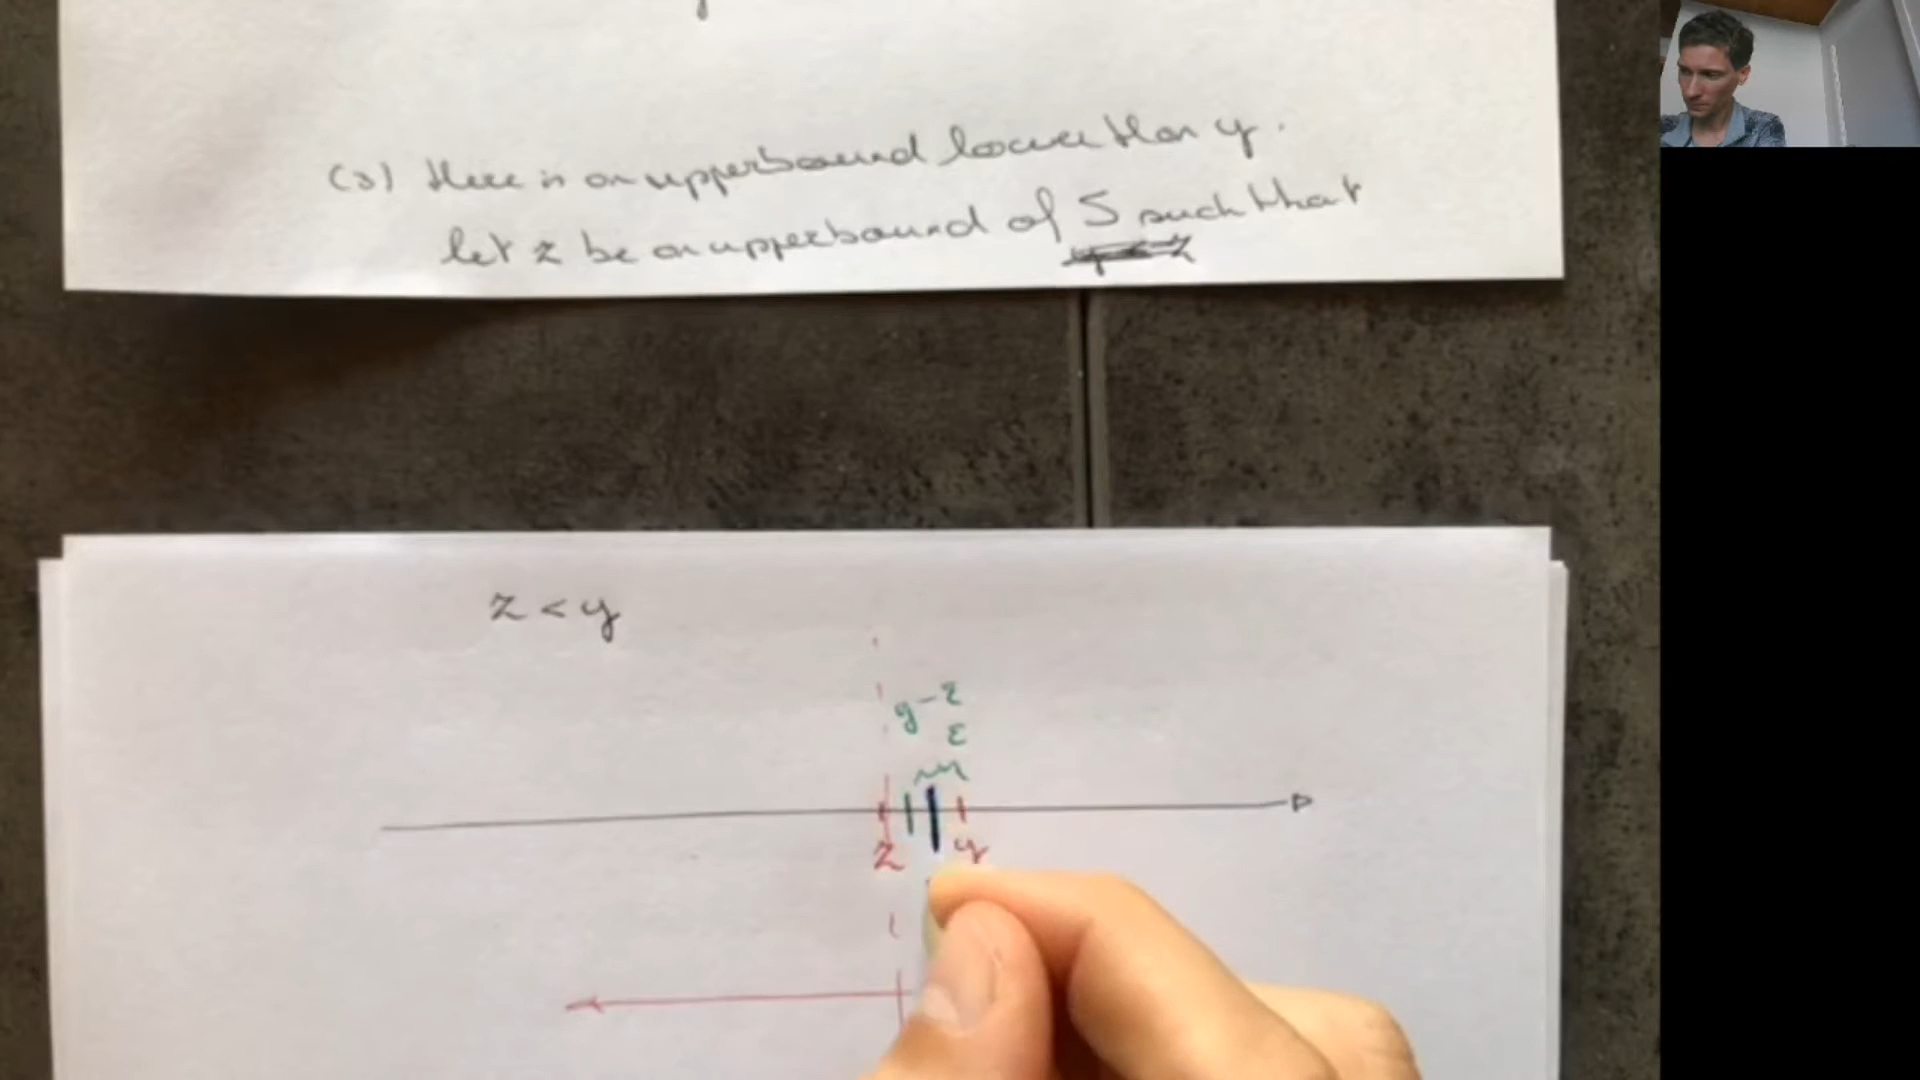 (3) there is an upperbound lower than y.
let z be an upperbound of S such that
z < y
y - z
ε
z y